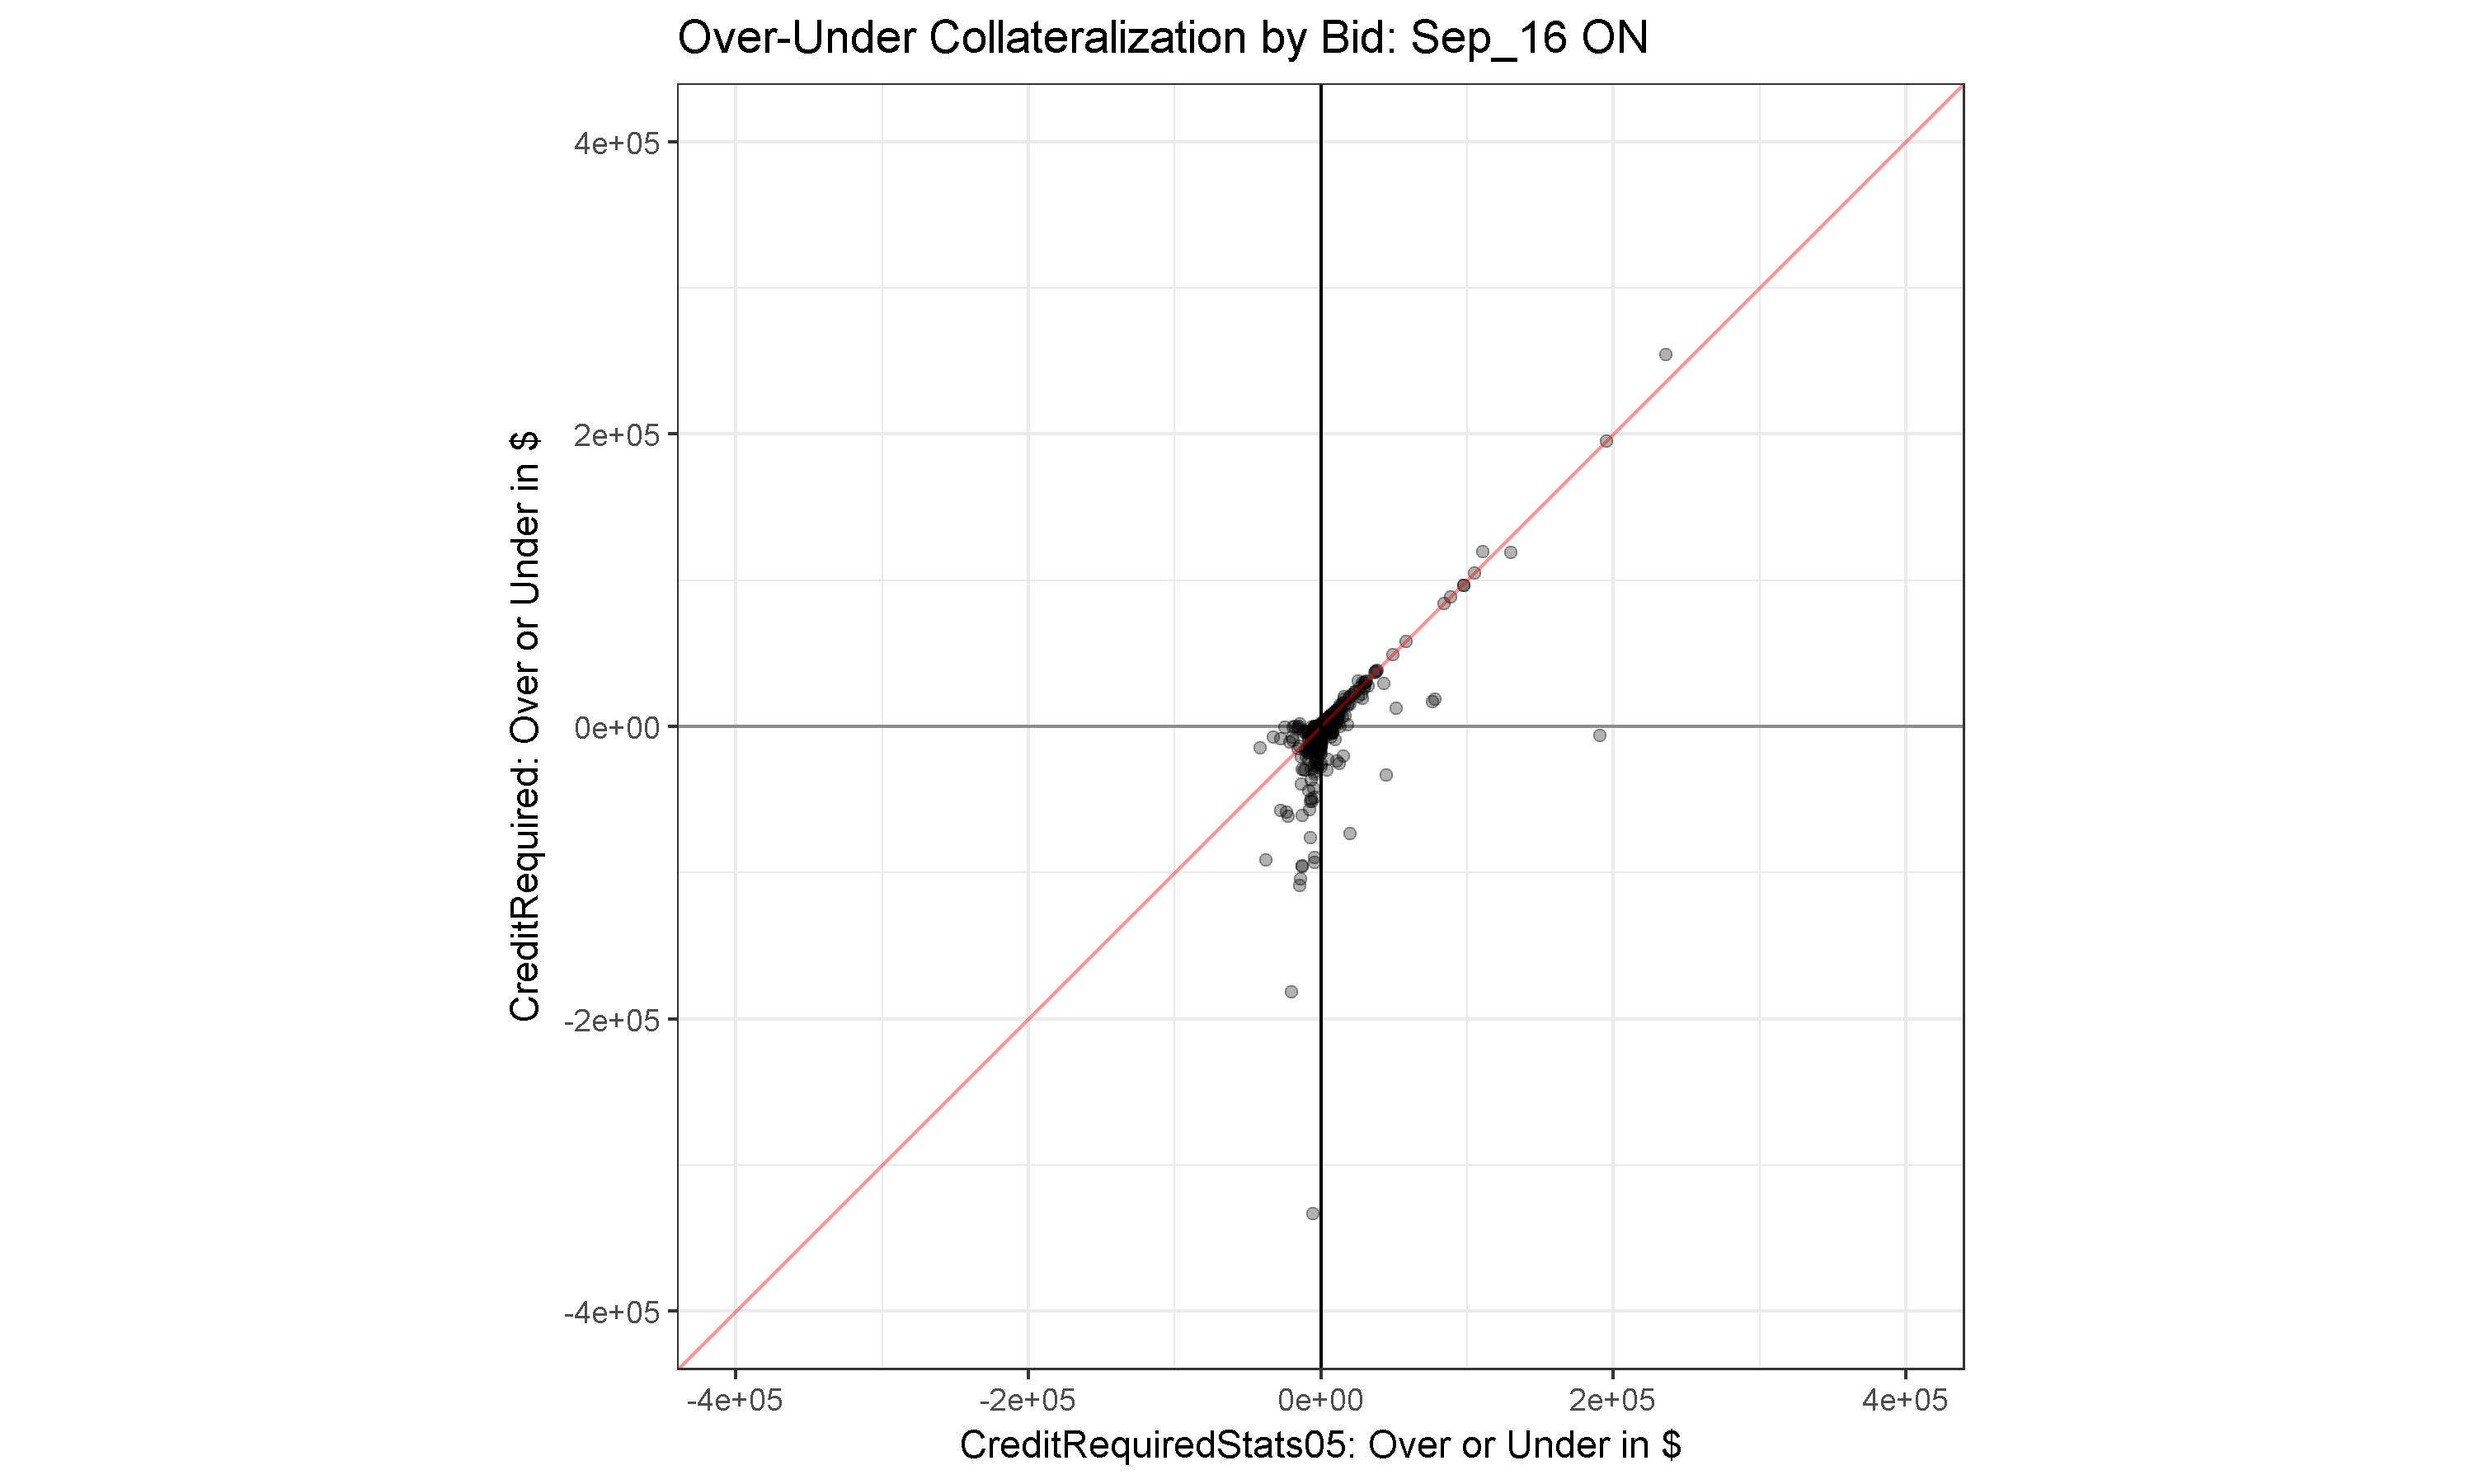 Over-Under Collateralization by Bid: Sep_16 ON
CreditRequired: Over or Under in $
4e+05
2e+05
0e+00
-2e+05
-4e+05
-4e+05
-2e+05
0e+00
2e+05
4e+05
CreditRequiredStats05: Over or Under in $